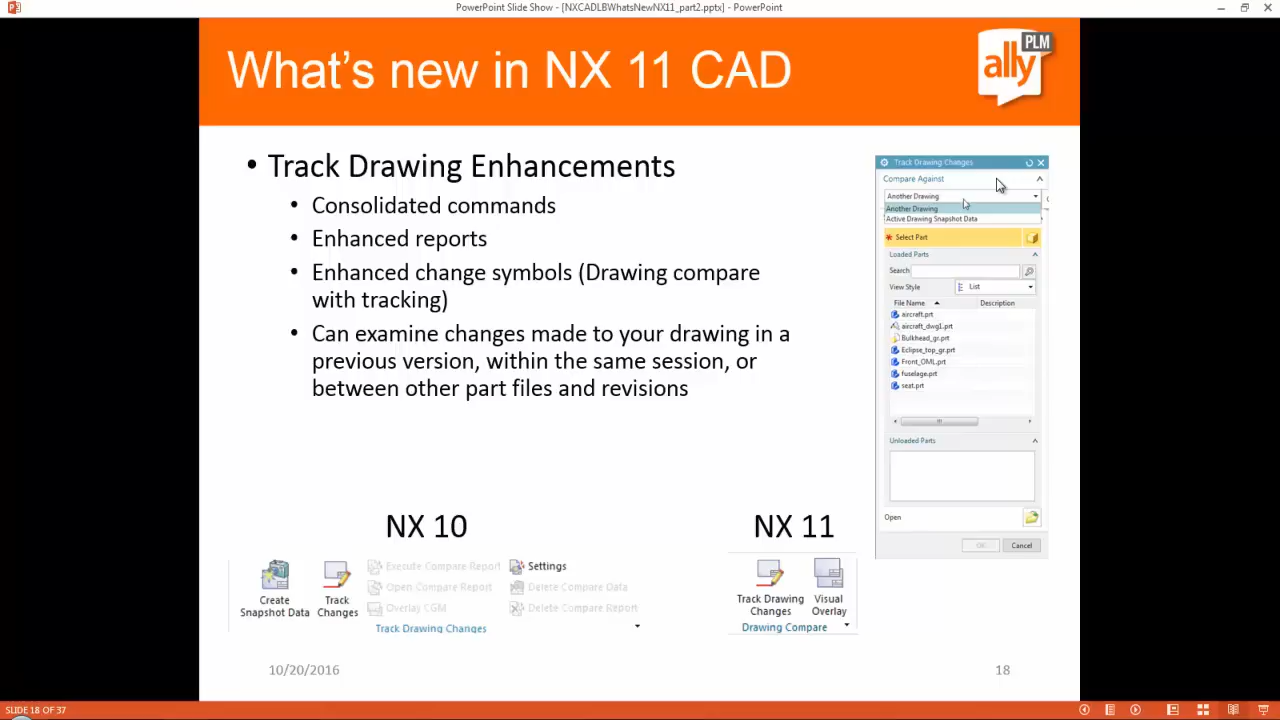 PowerPoint Slide Show - [NXCADLBWhatsNewNX11_part2.pptx] - PowerPoint
What's new in NX 11 CAD
ally PLM
• Track Drawing Enhancements
• Consolidated commands
• Enhanced reports
• Enhanced change symbols (Drawing compare
with tracking)
• Can examine changes made to your drawing in a
previous version, within the same session, or
between other part files and revisions
Track Drawing Changes
Compare Against
Another Drawing
Another Drawing
Active Drawing Snapshot Data
Select Part
Loaded Parts
Search
View Style
List
File Name
Description
aircraft.prt
aircraft_dwg1.prt
Bulkhead_gr.prt
Eclipse_top_gr.prt
Front_OML.prt
fuselage.prt
seat.prt
Unloaded Parts
Open
OK
Cancel
NX 10
Create
Snapshot Data
Track
Changes
Execute Compare Report
Open Compare Report
Overlay CGM
Settings
Delete Compare Data
Delete Compare Report
Track Drawing Changes
NX 11
Track Drawing
Changes
Visual
Overlay
Drawing Compare
10/20/2016
18
SLIDE 18 OF 37